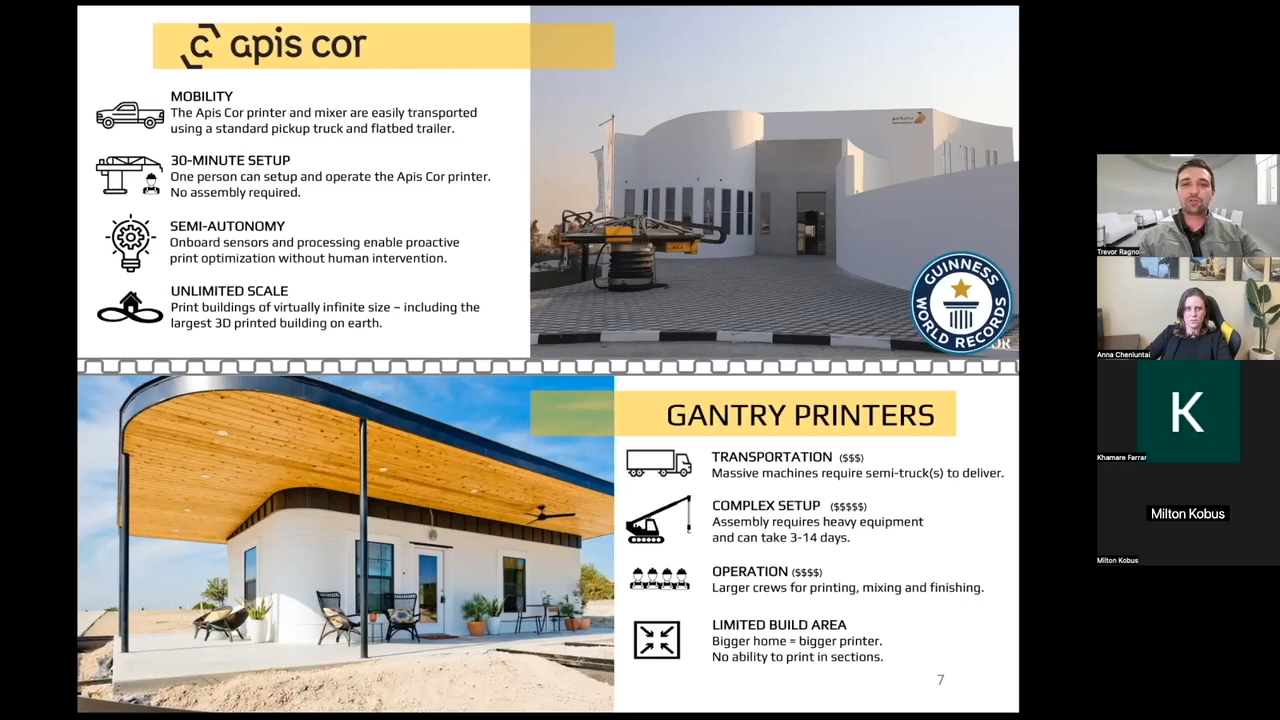 apis cor
MOBILITY
The Apis Cor printer and mixer are easily transported
using a standard pickup truck and flatbed trailer.
30-MINUTE SETUP
One person can setup and operate the Apis Cor printer.
No assembly required.
SEMI-AUTONOMY
Onboard sensors and processing enable proactive
print optimization without human intervention.
UNLIMITED SCALE
Print buildings of virtually infinite size – including the
largest 3D printed building on earth.
GUINNESS
WORLD RECORDS
OR
GANTRY PRINTERS
TRANSPORTATION ($$$)
Massive machines require semi-truck(s) to deliver.
COMPLEX SETUP ($$$$$)
Assembly requires heavy equipment
and can take 3-14 days.
OPERATION ($$$$)
Larger crews for printing, mixing and finishing.
LIMITED BUILD AREA
Bigger home = bigger printer.
No ability to print in sections.
7
Trevor Ragno
Anna Cheniuntai
K
Khamare Farrar
Milton Kobus
Milton Kobus